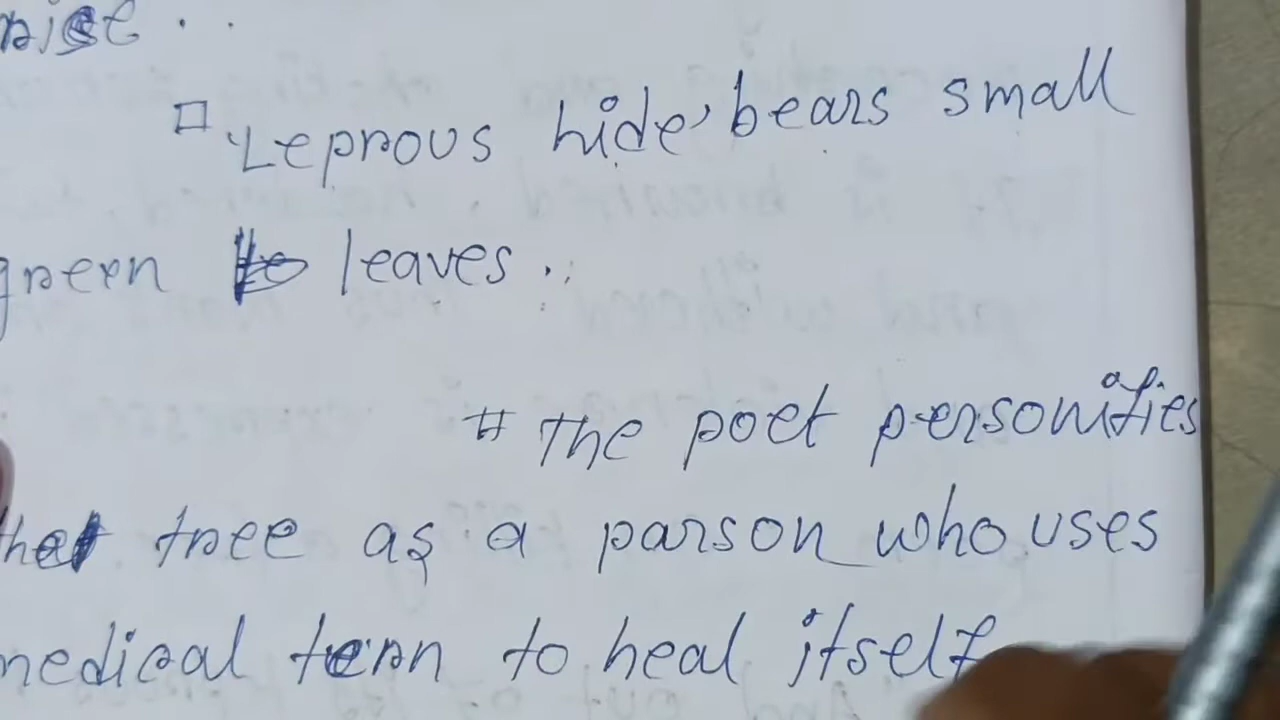 □ 'Leprous hide' bears small
green leaves..
# The poet personifies
the tree as a parson who uses
medical tern to heal itself